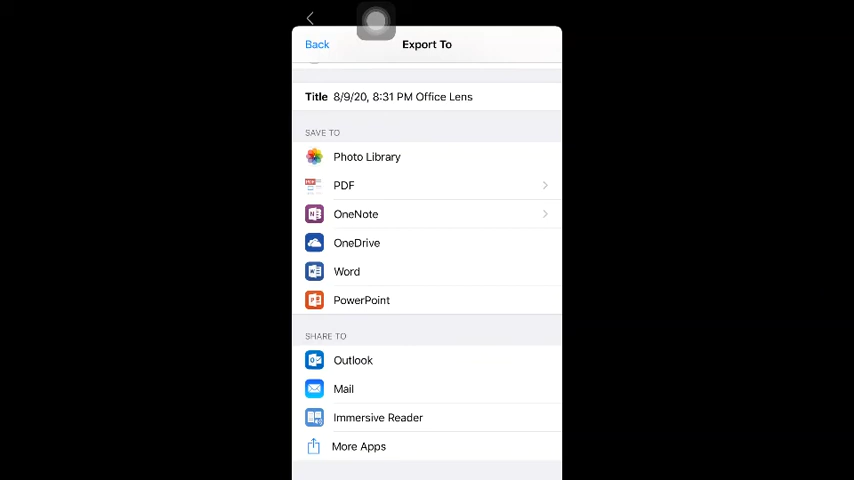 Back
Export To
Title 8/9/20, 8:31 PM Office Lens
SAVE TO
Photo Library
PDF
OneNote
OneDrive
Word
PowerPoint
SHARE TO
Outlook
Mail
Immersive Reader
More Apps